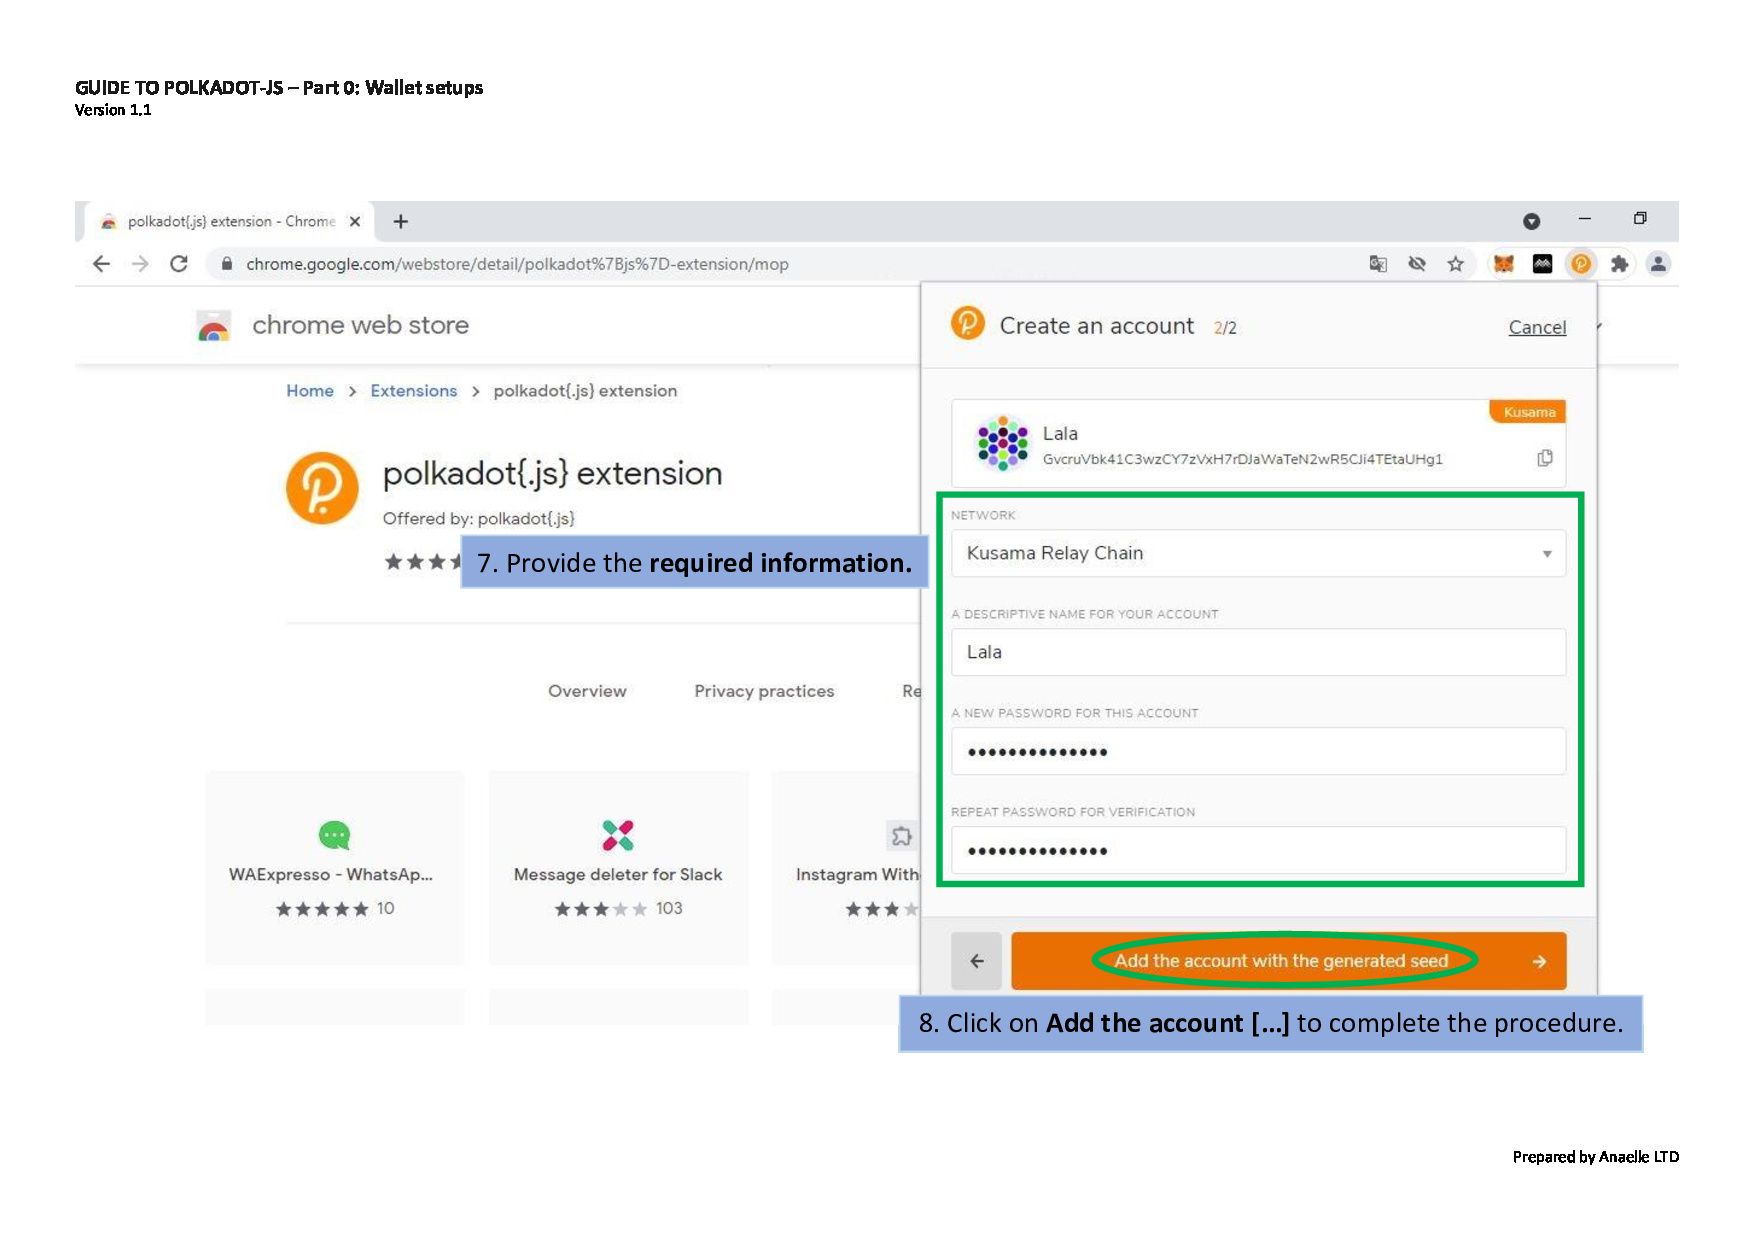 GUIDE TO POLKADOT-JS – Part 0: Wallet setups
Version 1.1
polkadot{.js} extension - Chrome
chrome.google.com/webstore/detail/polkadot%7Bjs%7D-extension/mop
chrome web store
Home > Extensions > polkadot{.js} extension
polkadot{.js} extension
Offered by: polkadot{.js}
7. Provide the required information.
Overview Privacy practices Re
WAExpresso - WhatsAp...
10
Message deleter for Slack
103
Instagram With
Create an account 2/2
Cancel
Kusama
Lala
GvcruVbk41C3wzCY7zVxH7rDJaWaTeN2wR5CJi4TEtaUHg1
NETWORK
Kusama Relay Chain
A DESCRIPTIVE NAME FOR YOUR ACCOUNT
Lala
A NEW PASSWORD FOR THIS ACCOUNT
••••••••••••••
REPEAT PASSWORD FOR VERIFICATION
••••••••••••••
Add the account with the generated seed
8. Click on Add the account [...] to complete the procedure.
Prepared by Anaelle LTD